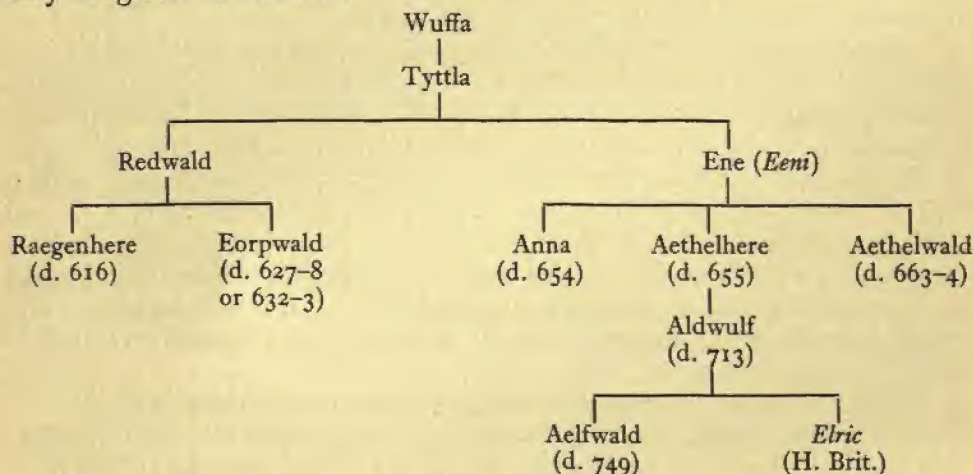 Wuffa
Tyttla
Redwald Ene (Eeni)
Raegenhere Eorpwald Anna Aethelhere Aethelwald
(d. 616) (d. 627–8 (d. 654) (d. 655) (d. 663–4)
or 632–3)
Aldwulf
(d. 713)
Aelfwald Elric
(d. 749) (H. Brit.)